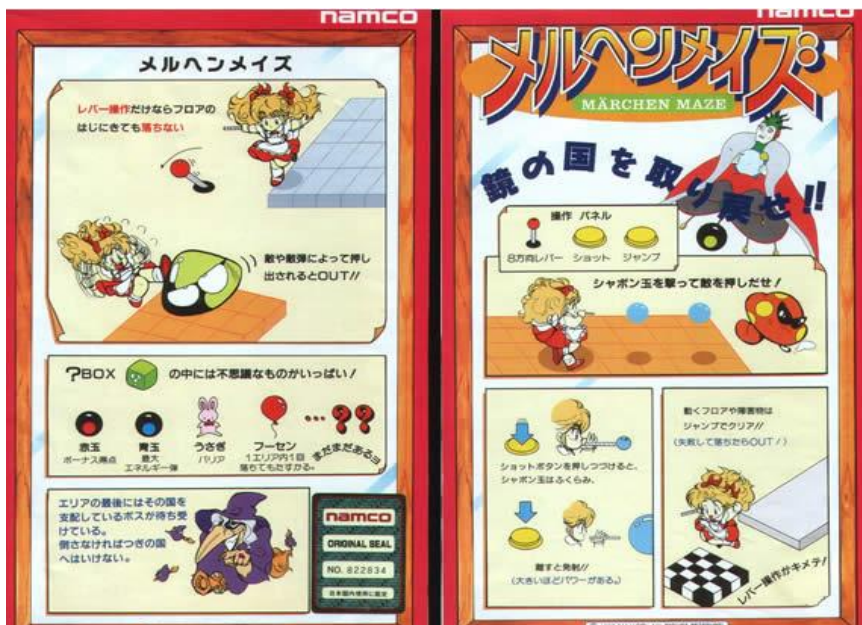 namco
メルヘンメイズ
レバー操作だけならフロアの
はじにきても落ちない
敵や敵弾によって押し
出されるとOUT!!
?BOX の中には不思議なものがいっぱい!
赤玉
ボーナス得点
青玉
最大
エネルギー弾
うさぎ
バリア
フーセン
1エリア内1回
落ちてもたすかる。
…??
まだまだあるヨ
エリアの最後にはその国を
支配しているボスが待ち受
けている。
倒さなければつぎの国
へはいけない。
namco
ORIGINAL SEAL
NO. 822834
日本国内使用に限定
namco
メルヘンメイズ
MÄRCHEN MAZE
鏡の国を取り戻せ!!
操作 パネル
8方向レバー ショット ジャンプ
シャボン玉を撃って敵を押しだせ!
ショットボタンを押しつづけると、
シャボン玉はふくらみ、
離すと発射!!
(大きいほどパワーがある。)
動くフロアや障害物は
ジャンプでクリア!!
(失敗して落ちたらOUT!)
レバー操作がキメテ!